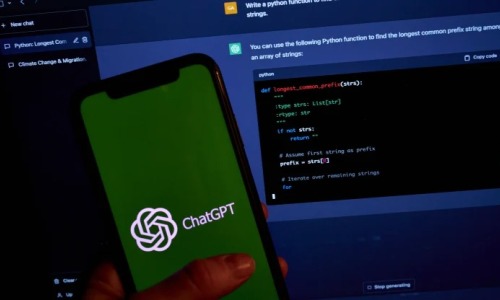 New chat
Python: Longest Com
Climate Change & Migration
Write a python function to
strings.
You can use the following Python function to find the longest common prefix string among
an array of strings:
python
Copy code
def longest_common_prefix(strs):
"""
:type strs: List[str]
:rtype: str
"""
if not strs:
return ""
# Assume first string as prefix
prefix = strs[0]
# Iterate over remaining strings
for
ChatGPT
Clear
Up
Stop generating